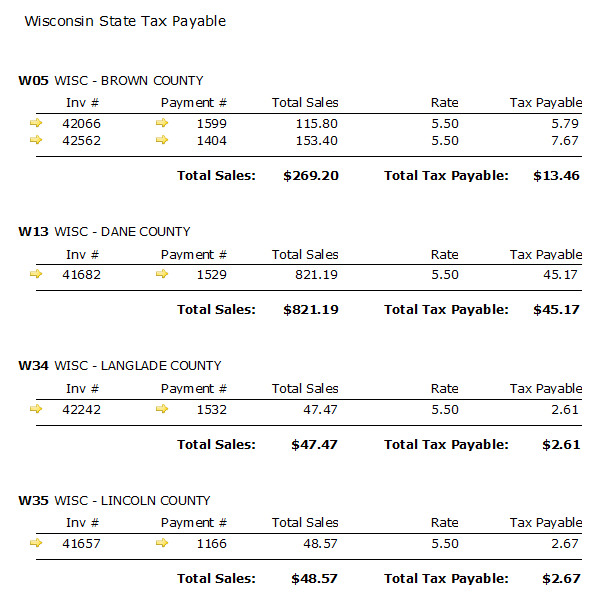 Wisconsin State Tax Payable
W05 WISC - BROWN COUNTY
Inv # Payment # Total Sales Rate Tax Payable
42066 1599 115.80 5.50 5.79
42562 1404 153.40 5.50 7.67
Total Sales: $269.20 Total Tax Payable: $13.46
W13 WISC - DANE COUNTY
Inv # Payment # Total Sales Rate Tax Payable
41682 1529 821.19 5.50 45.17
Total Sales: $821.19 Total Tax Payable: $45.17
W34 WISC - LANGLADE COUNTY
Inv # Payment # Total Sales Rate Tax Payable
42242 1532 47.47 5.50 2.61
Total Sales: $47.47 Total Tax Payable: $2.61
W35 WISC - LINCOLN COUNTY
Inv # Payment # Total Sales Rate Tax Payable
41657 1166 48.57 5.50 2.67
Total Sales: $48.57 Total Tax Payable: $2.67